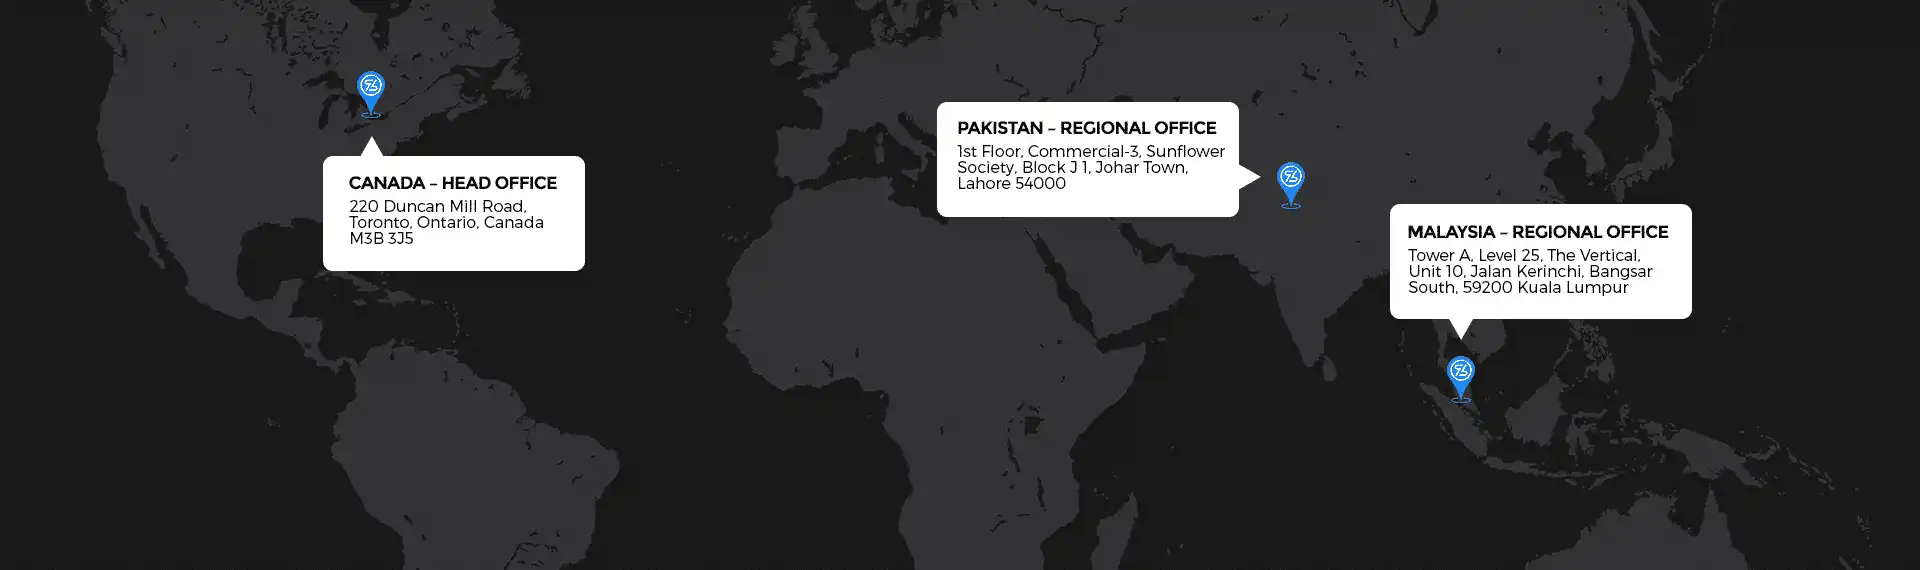 CANADA – HEAD OFFICE
220 Duncan Mill Road,
Toronto, Ontario, Canada
M3B 3J5
PAKISTAN – REGIONAL OFFICE
1st Floor, Commercial-3, Sunflower
Society, Block J 1, Johar Town,
Lahore 54000
MALAYSIA – REGIONAL OFFICE
Tower A, Level 25, The Vertical,
Unit 10, Jalan Kerinchi, Bangsar
South, 59200 Kuala Lumpur